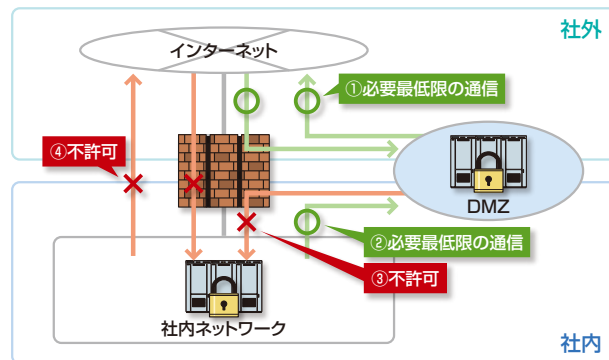 社外
インターネット
①必要最低限の通信
④不許可
DMZ
②必要最低限の通信
③不許可
社内ネットワーク
社内